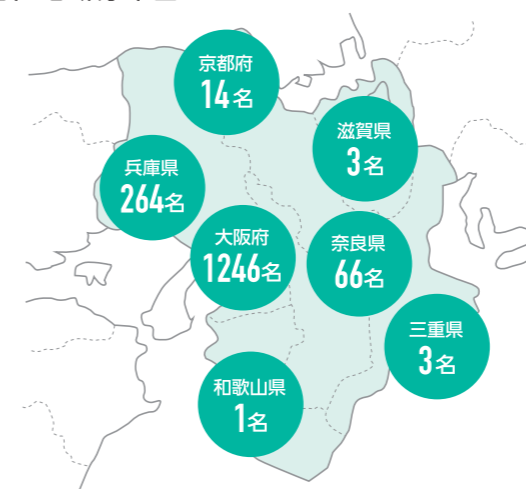 京都府
14名
滋賀県
3名
兵庫県
264名
大阪府
1246名
奈良県
66名
三重県
3名
和歌山県
1名